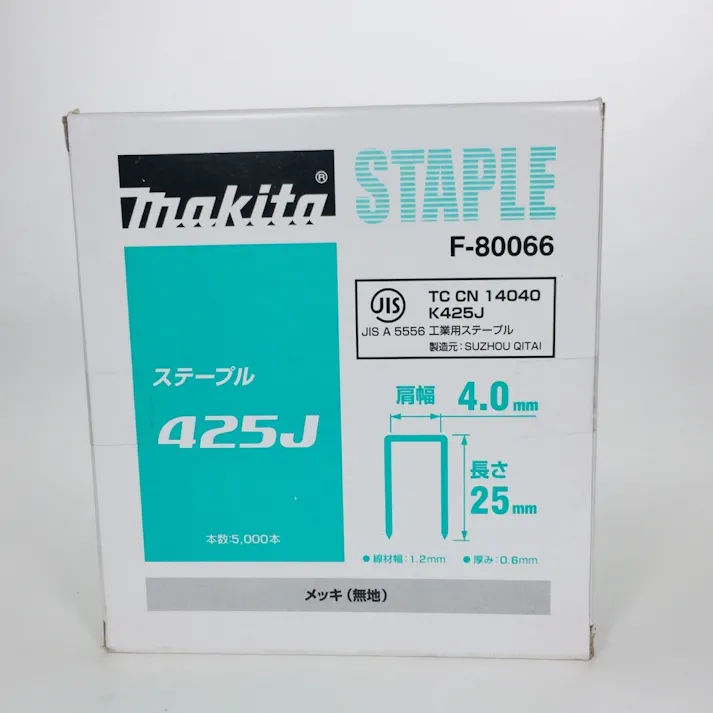 makita®
STAPLE
F-80066
JIS
TC CN 14040
K425J
JIS A 5556 工業用ステープル
製造元:SUZHOU QITAI
ステープル
425J
本数:5,000本
肩幅 4.0mm
長さ
25mm
●線材幅:1.2mm ●厚み:0.6mm
メッキ(無地)